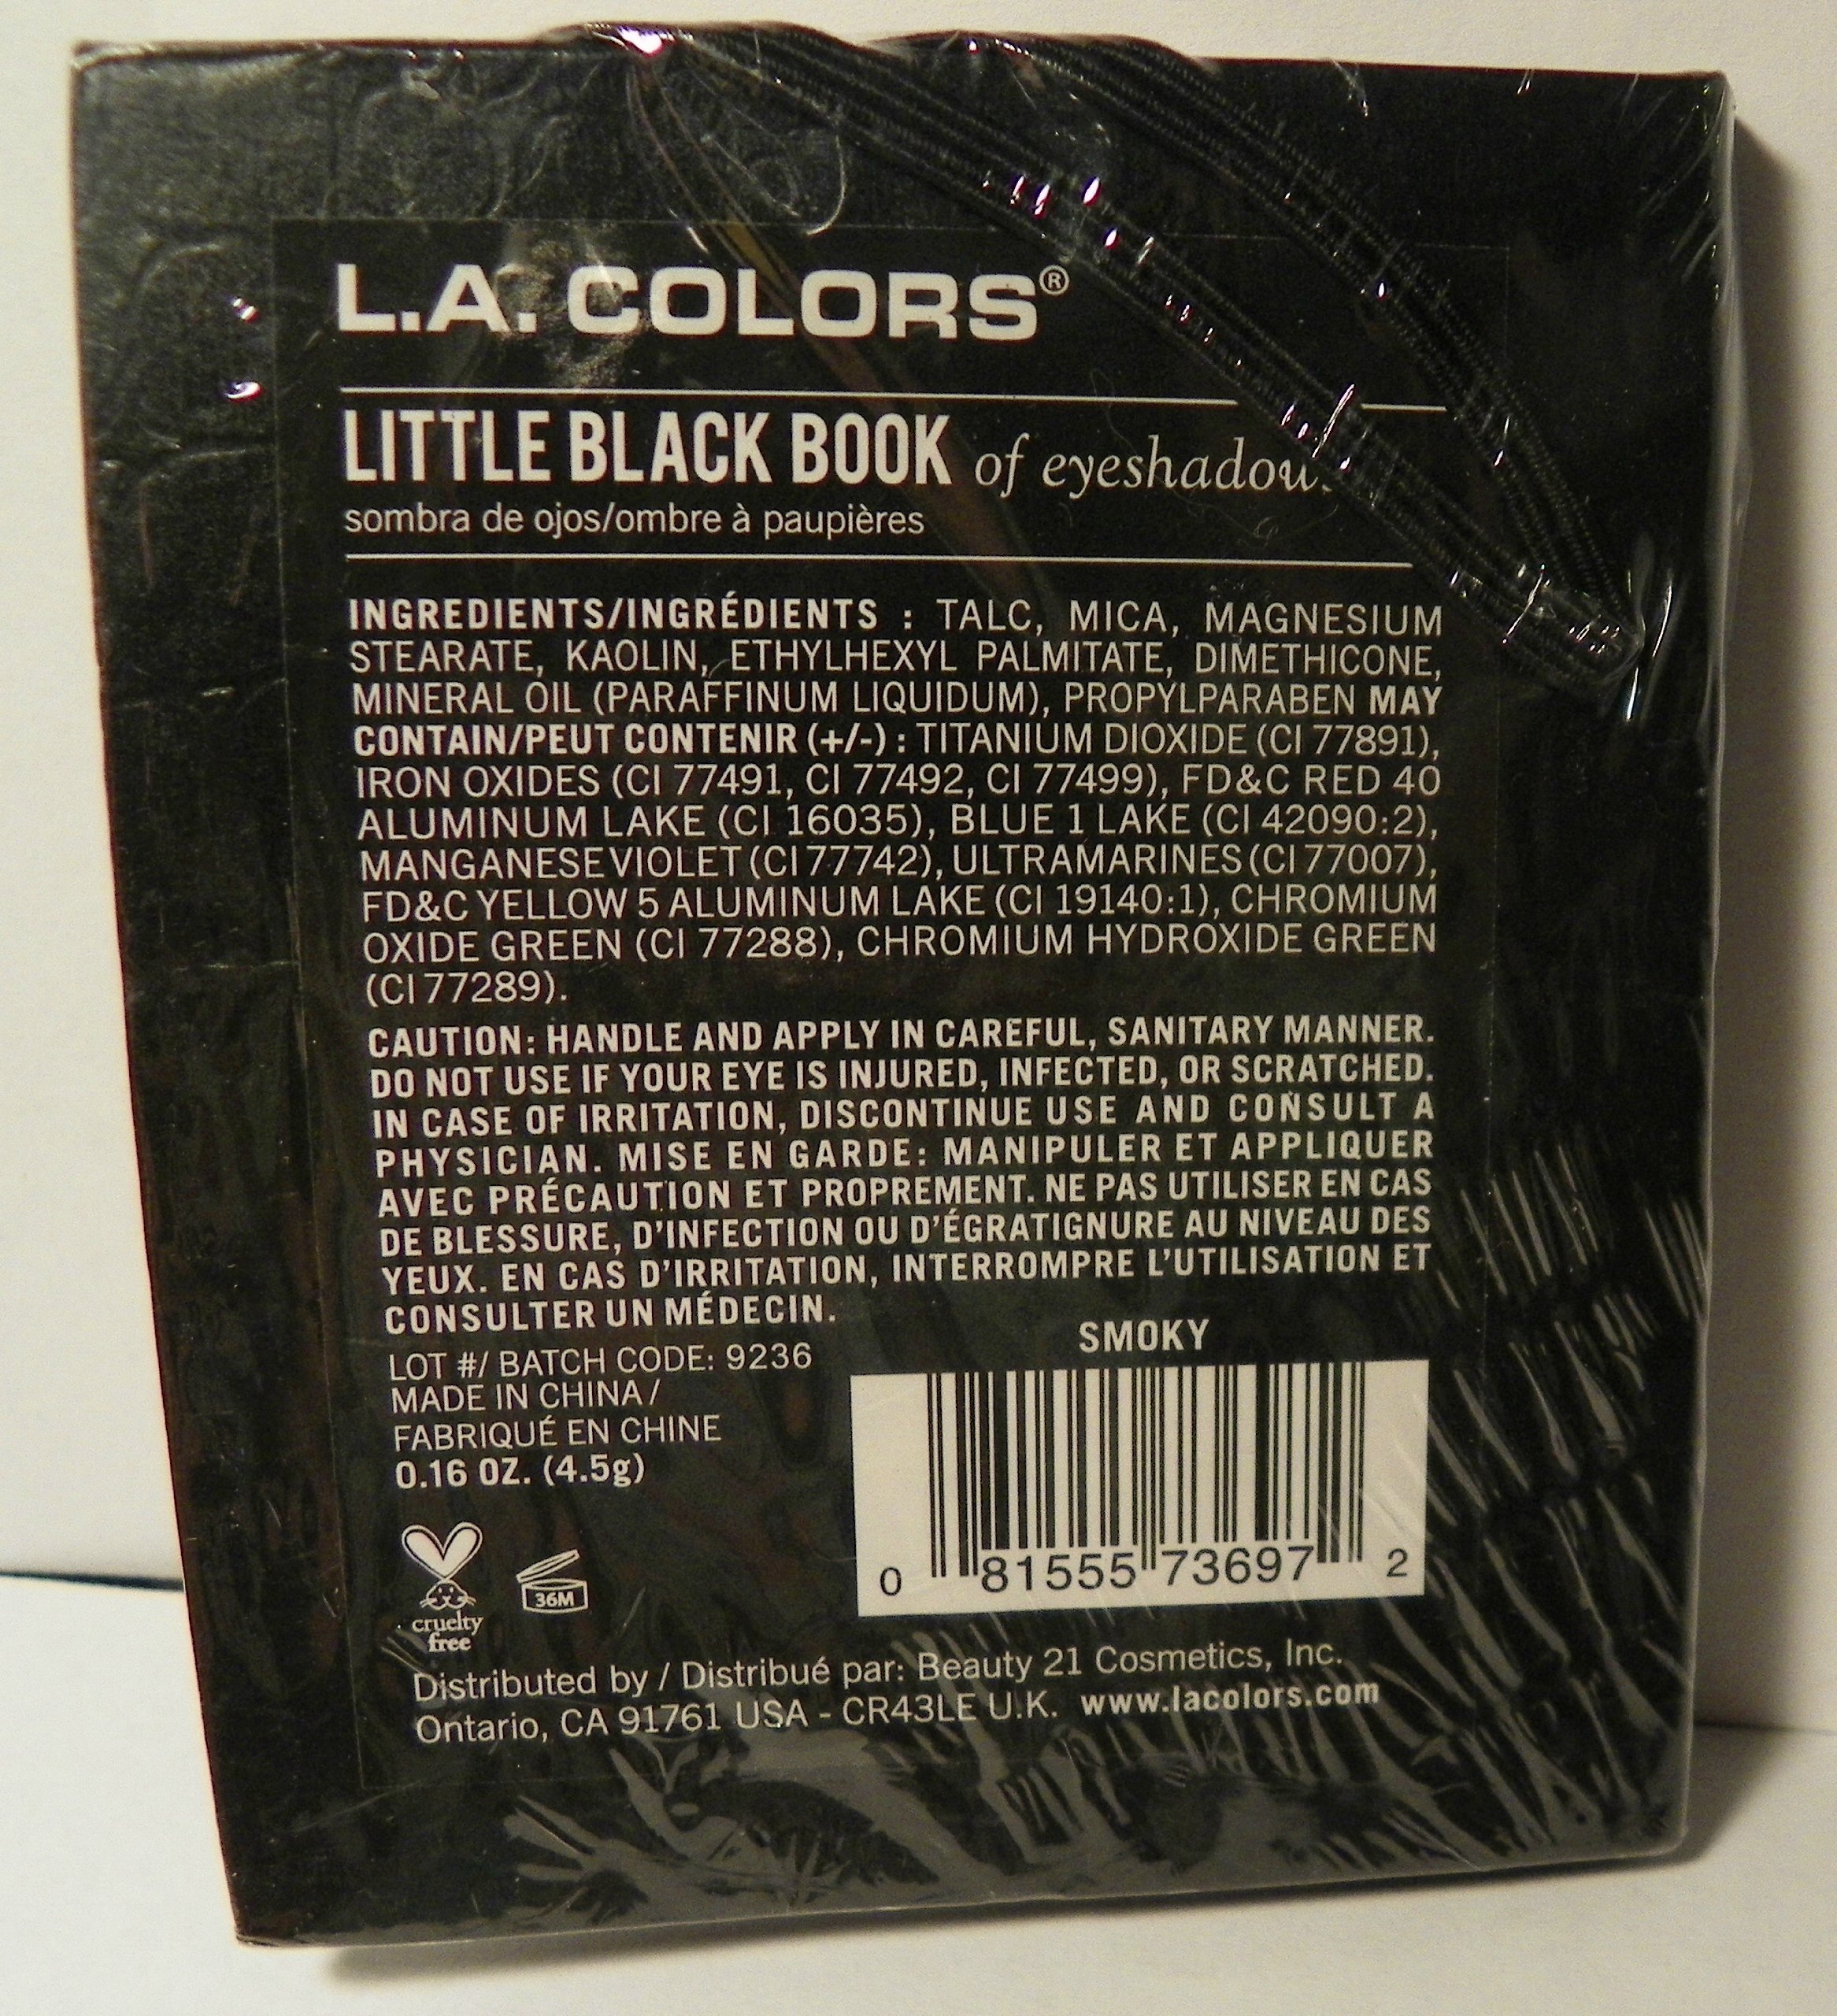 L.A. COLORS®
LITTLE BLACK BOOK of
sombra de ojos/ombre à paupières
INGREDIENTS/INGRÉDIENTS : TALC, MICA, MAGNESIUM
STEARATE, KAOLIN, ETHYLHEXYL PALMITATE, DIMETHICONE,
MINERAL OIL (PARAFFINUM LIQUIDUM), PROPYLPARABEN MAY
CONTAIN/PEUT CONTENIR (+/-) : TITANIUM DIOXIDE (CI 77891),
IRON OXIDES (CI 77491, CI 77492, CI 77499), FD&C RED 40
ALUMINUM LAKE (CI 16035), BLUE 1 LAKE (CI 42090:2),
MANGANESE VIOLET (CI 77742), ULTRAMARINES (CI 77007),
FD&C YELLOW 5 ALUMINUM LAKE (CI 19140:1), CHROMIUM
OXIDE GREEN (CI 77288), CHROMIUM HYDROXIDE GREEN
(CI 77289).
CAUTION: HANDLE AND APPLY IN CAREFUL, SANITARY MANNER.
DO NOT USE IF YOUR EYE IS INJURED, INFECTED, OR SCRATCHED.
IN CASE OF IRRITATION, DISCONTINUE USE AND CONSULT A
PHYSICIAN. MISE EN GARDE: MANIPULER ET APPLIQUER
AVEC PRÉCAUTION ET PROPREMENT. NE PAS UTILISER EN CAS
DE BLESSURE, D'INFECTION OU D'ÉGRATIGNURE AU NIVEAU DES
YEUX. EN CAS D'IRRITATION, INTERROMPRE L'UTILISATION ET
CONSULTER UN MÉDECIN.
SMOKY
LOT #/ BATCH CODE: 9236
MADE IN CHINA /
FABRIQUÉ EN CHINE
0.16 OZ. (4.5g)
0 81555 73697 2
cruelty
free
36M
Distributed by / Distribué par: Beauty 21 Cosmetics, Inc.
Ontario, CA 91761 USA - CR43LE U.K. www.lacolors.com